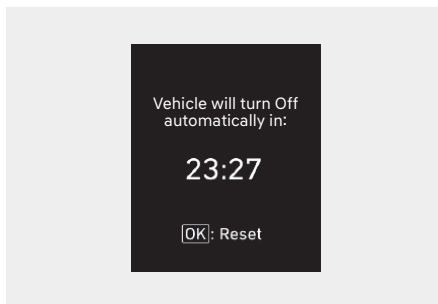 Vehicle will turn Off
automatically in:
23:27
OK: Reset